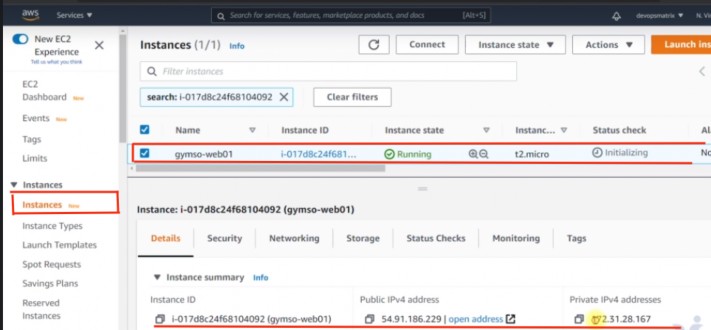 aws Services ▼ Search for services, features, marketplace products, and docs [Alt+S] devopsmatrix ▼ N. Vi
New EC2 Experience
Tell us what you think
EC2 Dashboard New
Events New
Tags
Limits
Instances
Instances New
Instance Types
Launch Templates
Spot Requests
Savings Plans
Reserved Instances
Instances (1/1) Info Connect Instance state ▼ Actions ▼ Launch ins
Filter instances
search: i-017d8c24f68104092 X Clear filters
Name Instance ID Instance state Instanc... Status check Al
gymso-web01 i-017d8c24f681... Running t2.micro Initializing No
Instance: i-017d8c24f68104092 (gymso-web01)
Details Security Networking Storage Status Checks Monitoring Tags
Instance summary Info
Instance ID Public IPv4 address Private IPv4 addresses
i-017d8c24f68104092 (gymso-web01) 54.91.186.229 | open address 172.31.28.167